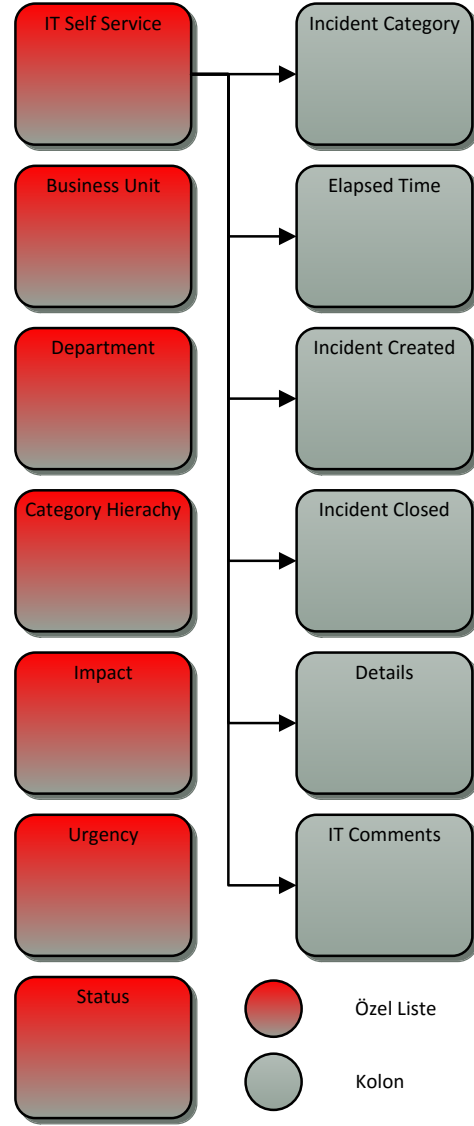 IT Self Service
Incident Category
Business Unit
Elapsed Time
Department
Incident Created
Category Hierachy
Incident Closed
Impact
Details
Urgency
IT Comments
Status
Özel Liste
Kolon